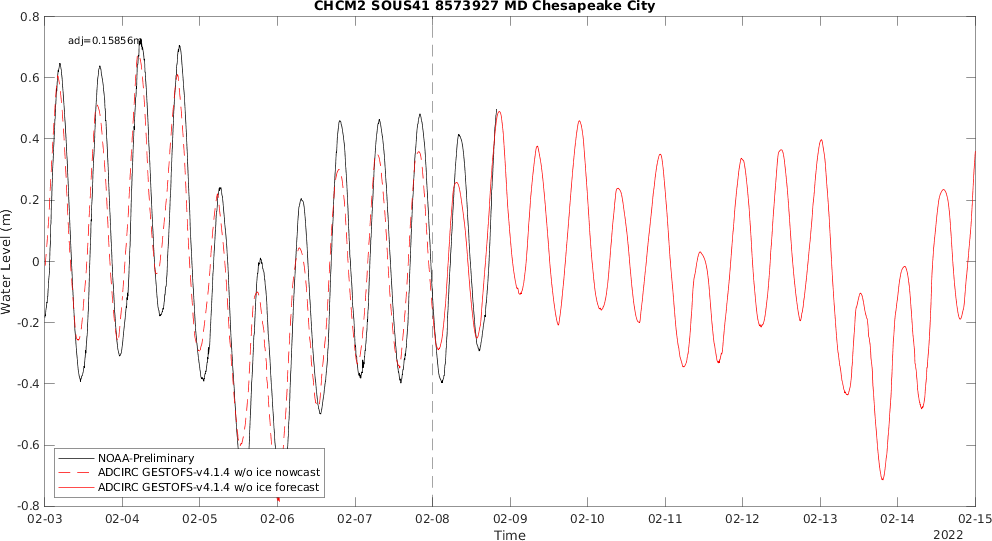 CHCM2 SOUS41 8573927 MD Chesapeake City
adj=0.15856m
0.8
0.6
0.4
0.2
0
-0.2
-0.4
-0.6
-0.8
Water Level (m)
NOAA-Preliminary
ADCIRC GESTOFS-v4.1.4 w/o ice nowcast
ADCIRC GESTOFS-v4.1.4 w/o ice forecast
02-03 02-04 02-05 02-06 02-07 02-08 02-09 02-10 02-11 02-12 02-13 02-14 02-15
Time
2022